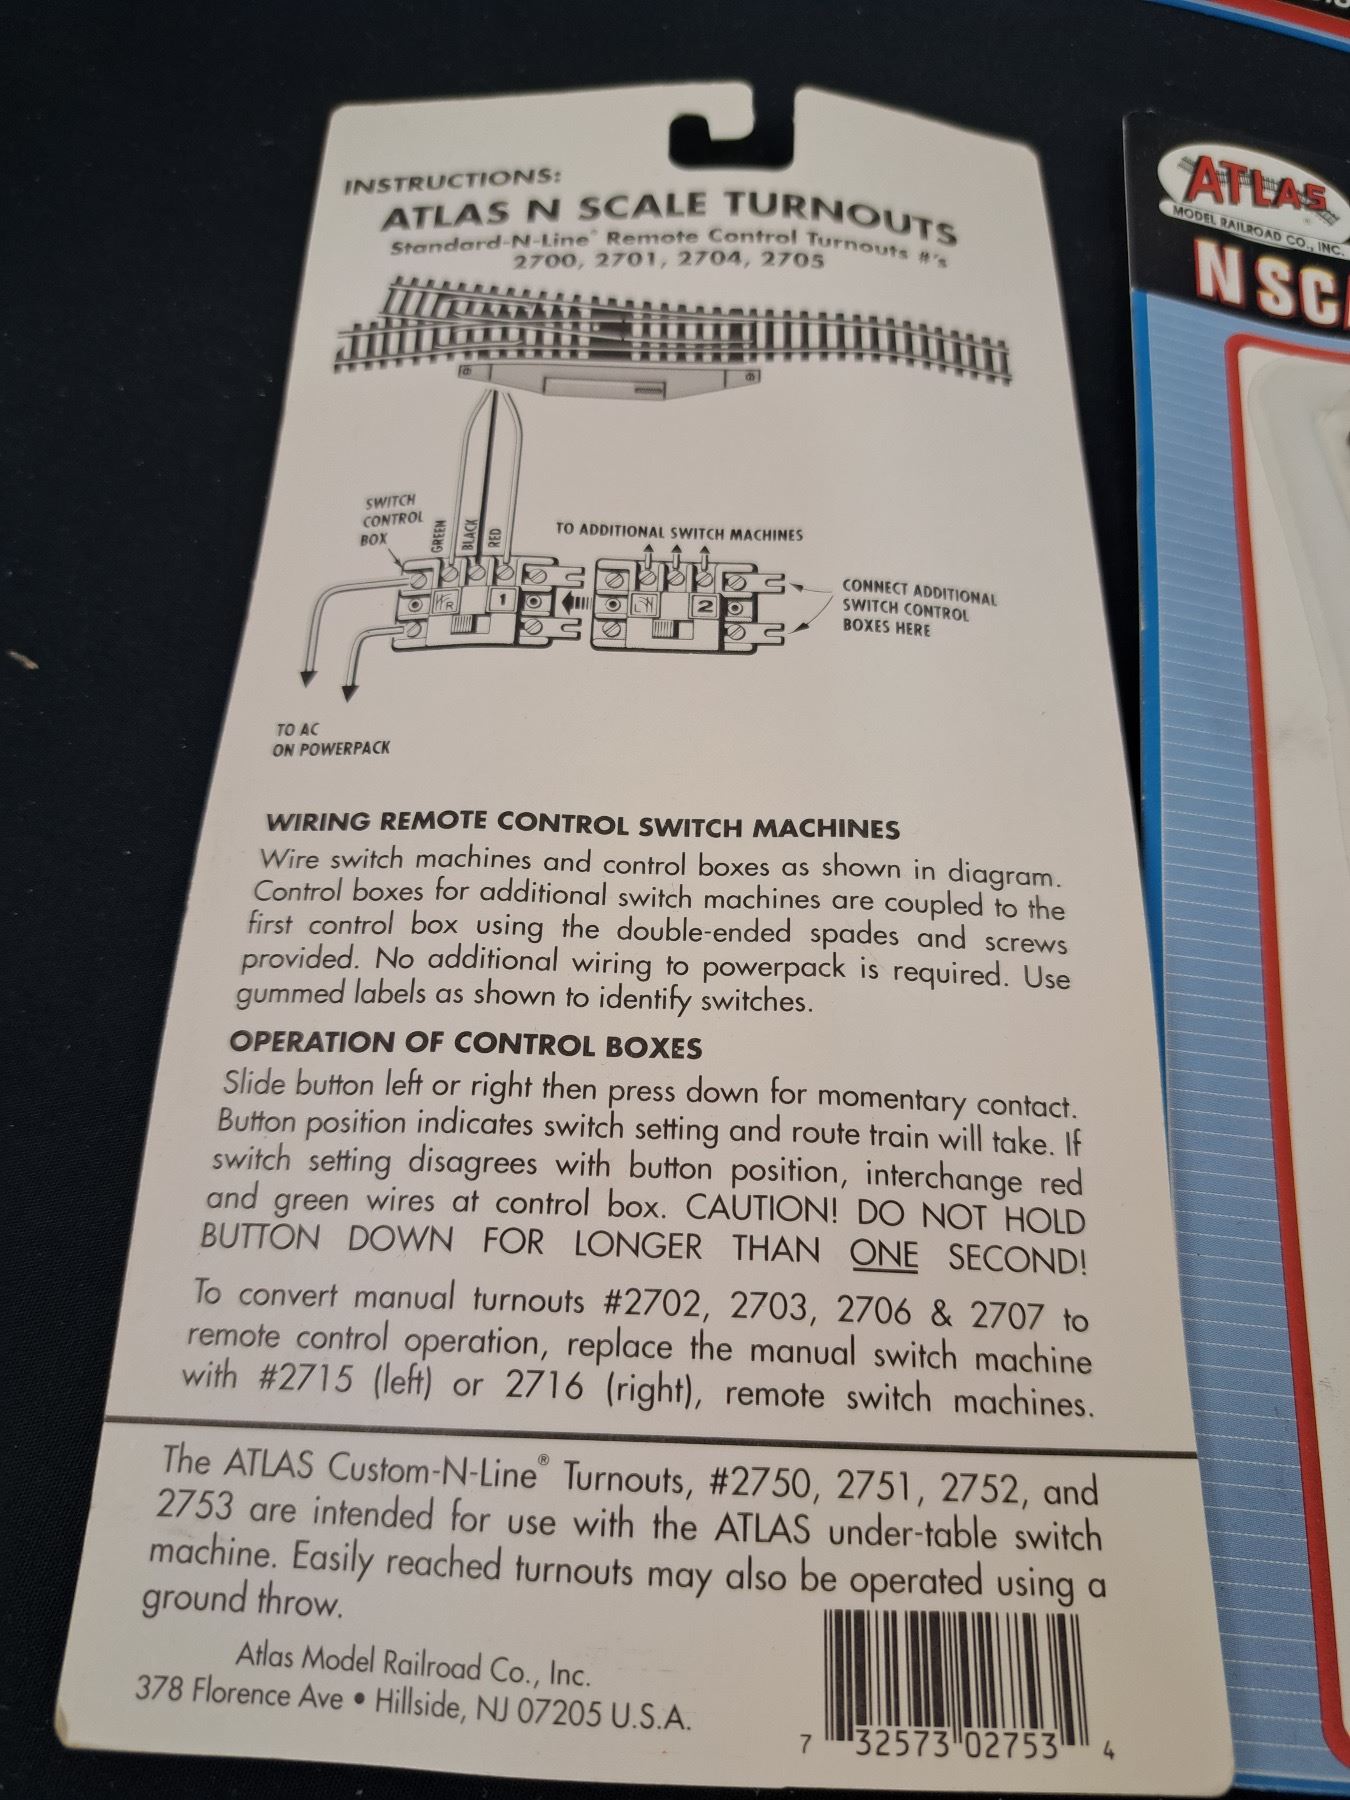 INSTRUCTIONS:
ATLAS N SCALE TURNOUTS
Standard-N-Line® Remote Control Turnouts #'s
2700, 2701, 2704, 2705
SWITCH
CONTROL
BOX
GREEN
BLACK
RED
TO ADDITIONAL SWITCH MACHINES
R
1
L
2
CONNECT ADDITIONAL
SWITCH CONTROL
BOXES HERE
TO AC
ON POWERPACK
WIRING REMOTE CONTROL SWITCH MACHINES
Wire switch machines and control boxes as shown in diagram.
Control boxes for additional switch machines are coupled to the
first control box using the double-ended spades and screws
provided. No additional wiring to powerpack is required. Use
gummed labels as shown to identify switches.
OPERATION OF CONTROL BOXES
Slide button left or right then press down for momentary contact.
Button position indicates switch setting and route train will take. If
switch setting disagrees with button position, interchange red
and green wires at control box. CAUTION! DO NOT HOLD
BUTTON DOWN FOR LONGER THAN ONE SECOND!
To convert manual turnouts #2702, 2703, 2706 & 2707 to
remote control operation, replace the manual switch machine
with #2715 (left) or 2716 (right), remote switch machines.
The ATLAS Custom-N-Line® Turnouts, #2750, 2751, 2752, and
2753 are intended for use with the ATLAS under-table switch
machine. Easily reached turnouts may also be operated using a
ground throw.
Atlas Model Railroad Co., Inc.
378 Florence Ave • Hillside, NJ 07205 U.S.A.
7 32573 02753 4
ATLAS
MODEL RAILROAD CO., INC.
N SC